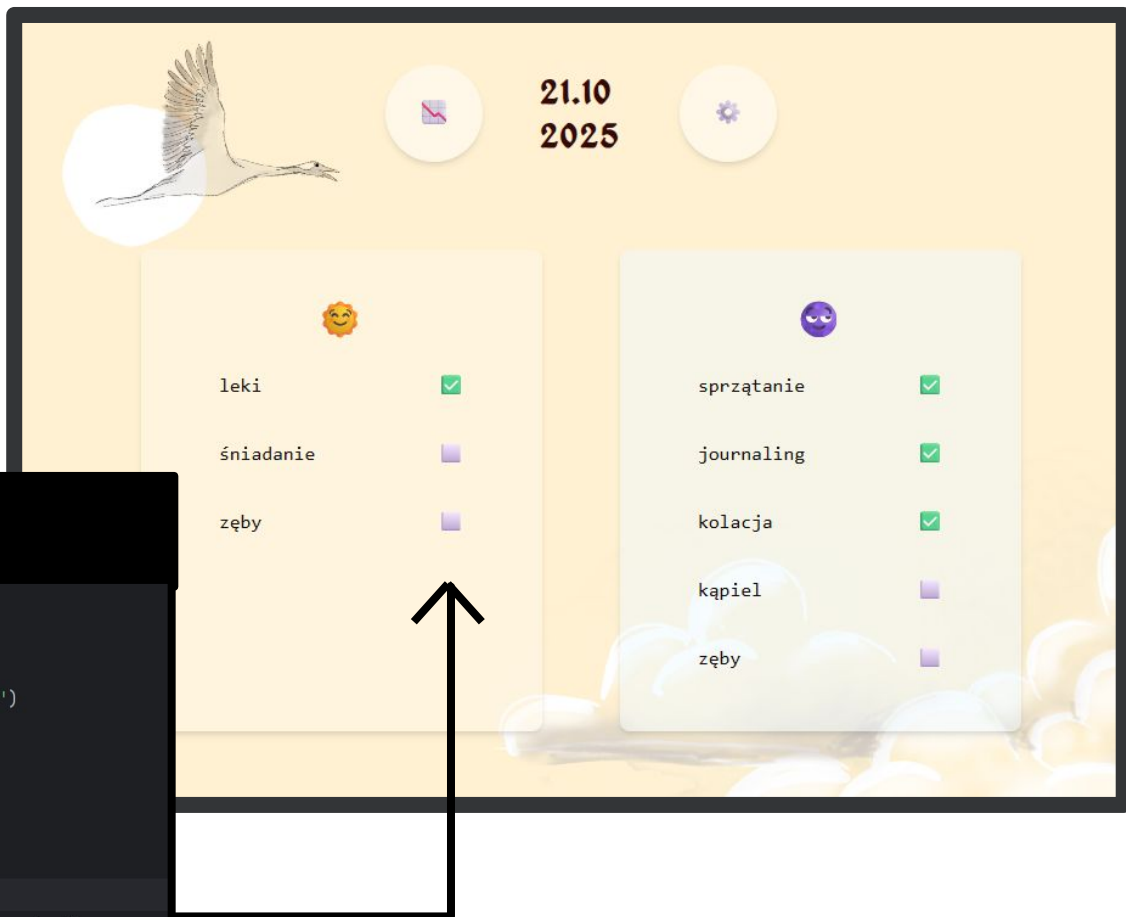 21.10
2025
leki
śniadanie
zęby
sprzątanie
journaling
kolacja
kąpiel
zęby
')